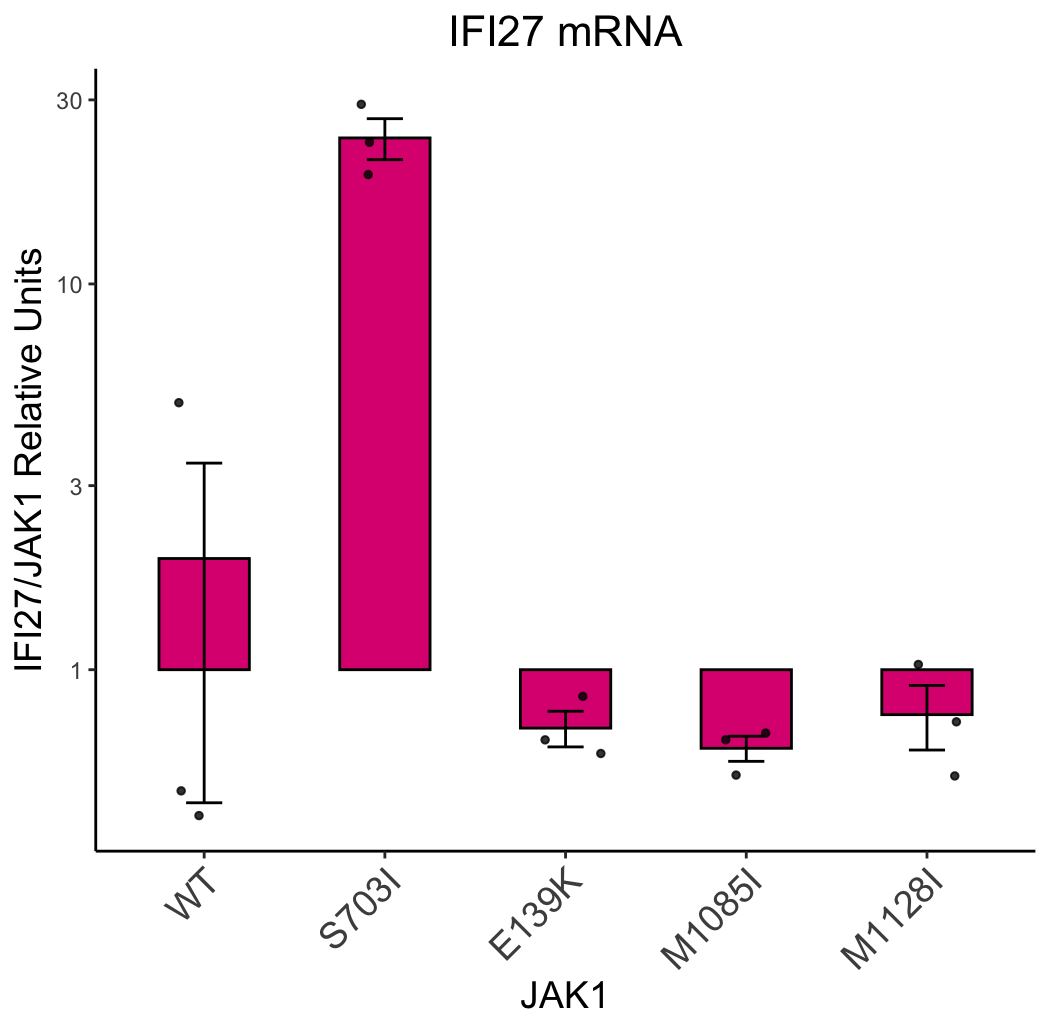 IFI27 mRNA
IFI27/JAK1 Relative Units
30
10
3
1
WT
S703I
E139K
M1085I
M1128I
JAK1